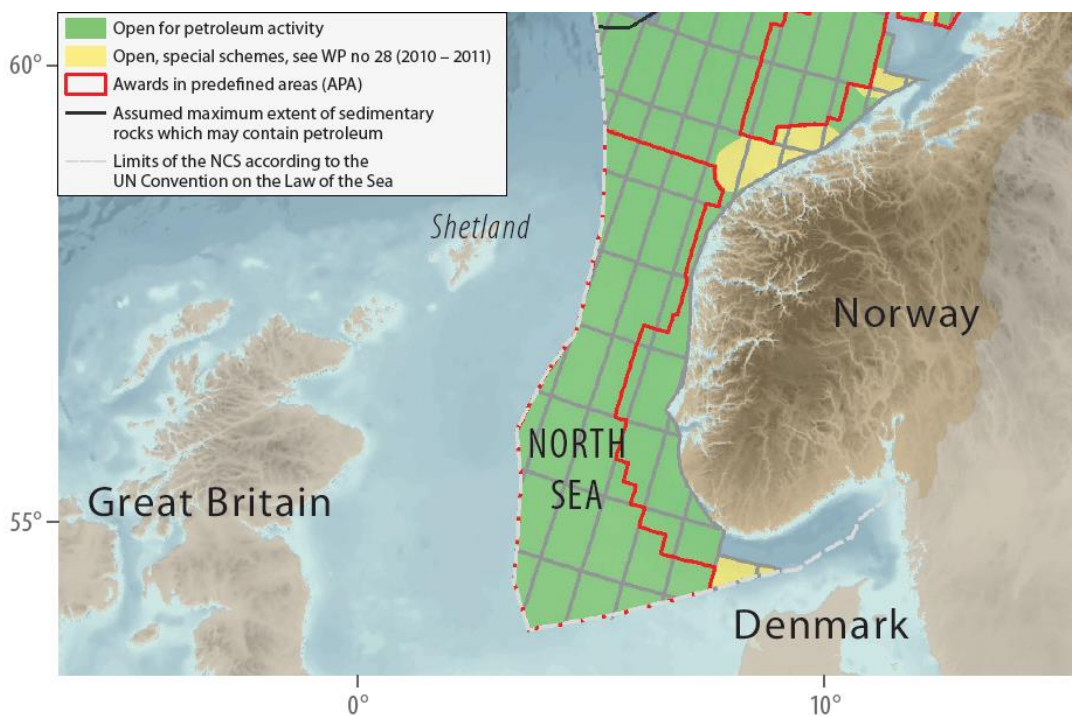 Open for petroleum activity
Open, special schemes, see WP no 28 (2010 – 2011)
Awards in predefined areas (APA)
Assumed maximum extent of sedimentary
rocks which may contain petroleum
Limits of the NCS according to the
UN Convention on the Law of the Sea
60°
Shetland
Norway
NORTH
SEA
Great Britain
55°
Denmark
0°
10°